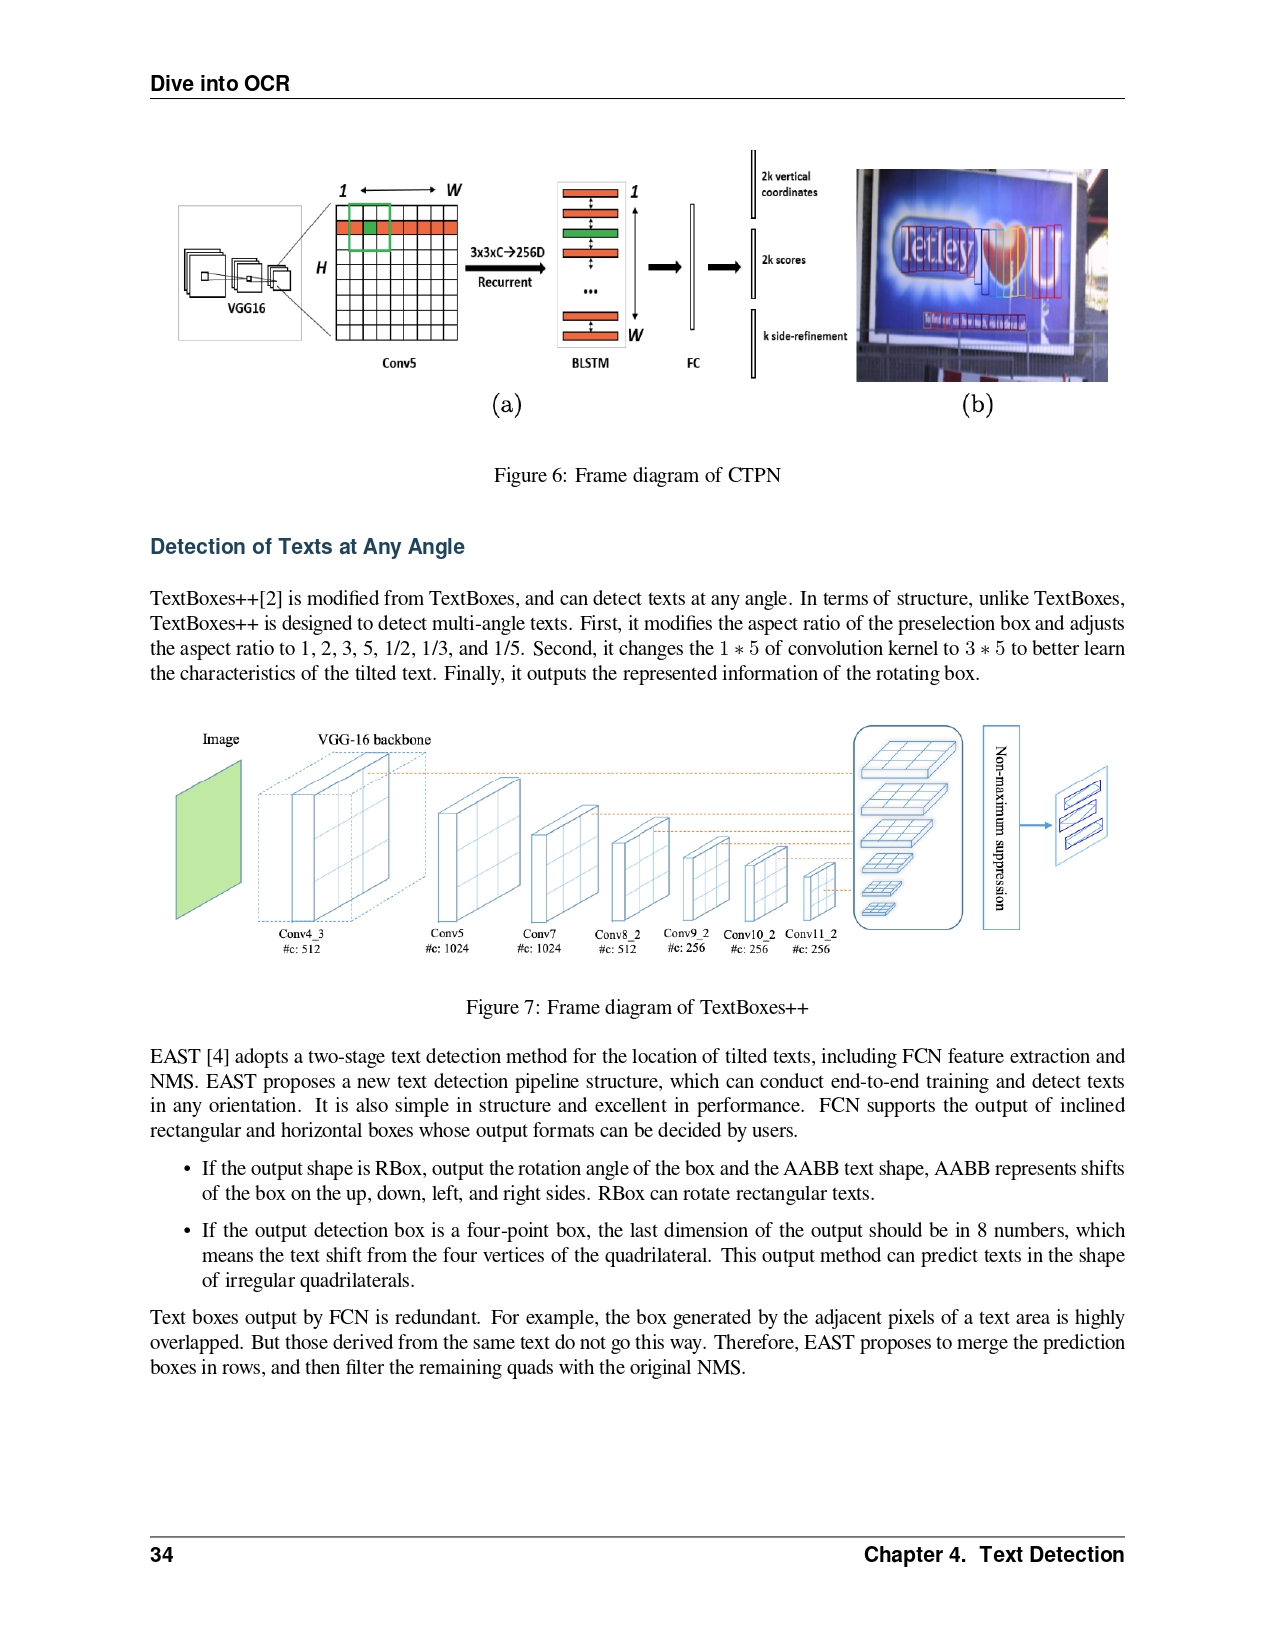 Dive into OCR
2k vertical
coordinates
1 W 1
Tetley
U
3x3xC→256D
2k scores
H
Recurrent
...
VGG16
W
k side-refinement
Conv5 BLSTM FC
(a) (b)
Figure 6: Frame diagram of CTPN
Detection of Texts at Any Angle
TextBoxes++[2] is modified from TextBoxes, and can detect texts at any angle. In terms of structure, unlike TextBoxes,
TextBoxes++ is designed to detect multi-angle texts. First, it modifies the aspect ratio of the preselection box and adjusts
the aspect ratio to 1, 2, 3, 5, 1/2, 1/3, and 1/5. Second, it changes the 1 ∗ 5 of convolution kernel to 3 ∗ 5 to better learn
the characteristics of the tilted text. Finally, it outputs the represented information of the rotating box.
Image VGG-16 backbone
Non-maximum suppression
Conv4_3 Conv5 Conv7 Conv8_2 Conv9_2 Conv10_2 Conv11_2
#c: 512 #c: 1024 #c: 1024 #c: 512 #c: 256 #c: 256 #c: 256
Figure 7: Frame diagram of TextBoxes++
EAST [4] adopts a two-stage text detection method for the location of tilted texts, including FCN feature extraction and
NMS. EAST proposes a new text detection pipeline structure, which can conduct end-to-end training and detect texts
in any orientation. It is also simple in structure and excellent in performance. FCN supports the output of inclined
rectangular and horizontal boxes whose output formats can be decided by users.
• If the output shape is RBox, output the rotation angle of the box and the AABB text shape, AABB represents shifts
of the box on the up, down, left, and right sides. RBox can rotate rectangular texts.
• If the output detection box is a four-point box, the last dimension of the output should be in 8 numbers, which
means the text shift from the four vertices of the quadrilateral. This output method can predict texts in the shape
of irregular quadrilaterals.
Text boxes output by FCN is redundant. For example, the box generated by the adjacent pixels of a text area is highly
overlapped. But those derived from the same text do not go this way. Therefore, EAST proposes to merge the prediction
boxes in rows, and then filter the remaining quads with the original NMS.
34 Chapter 4. Text Detection